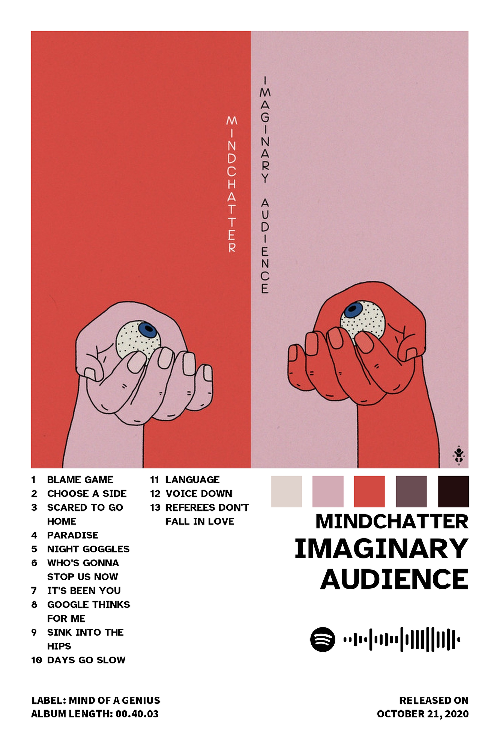 MINDCHATTER
IMAGINARY AUDIENCE
1 BLAME GAME
2 CHOOSE A SIDE
3 SCARED TO GO
HOME
4 PARADISE
5 NIGHT GOGGLES
6 WHO'S GONNA
STOP US NOW
7 IT'S BEEN YOU
8 GOOGLE THINKS
FOR ME
9 SINK INTO THE
HIPS
10 DAYS GO SLOW
11 LANGUAGE
12 VOICE DOWN
13 REFEREES DON'T
FALL IN LOVE
MINDCHATTER
IMAGINARY
AUDIENCE
LABEL: MIND OF A GENIUS
ALBUM LENGTH: 00.40.03
RELEASED ON
OCTOBER 21, 2020